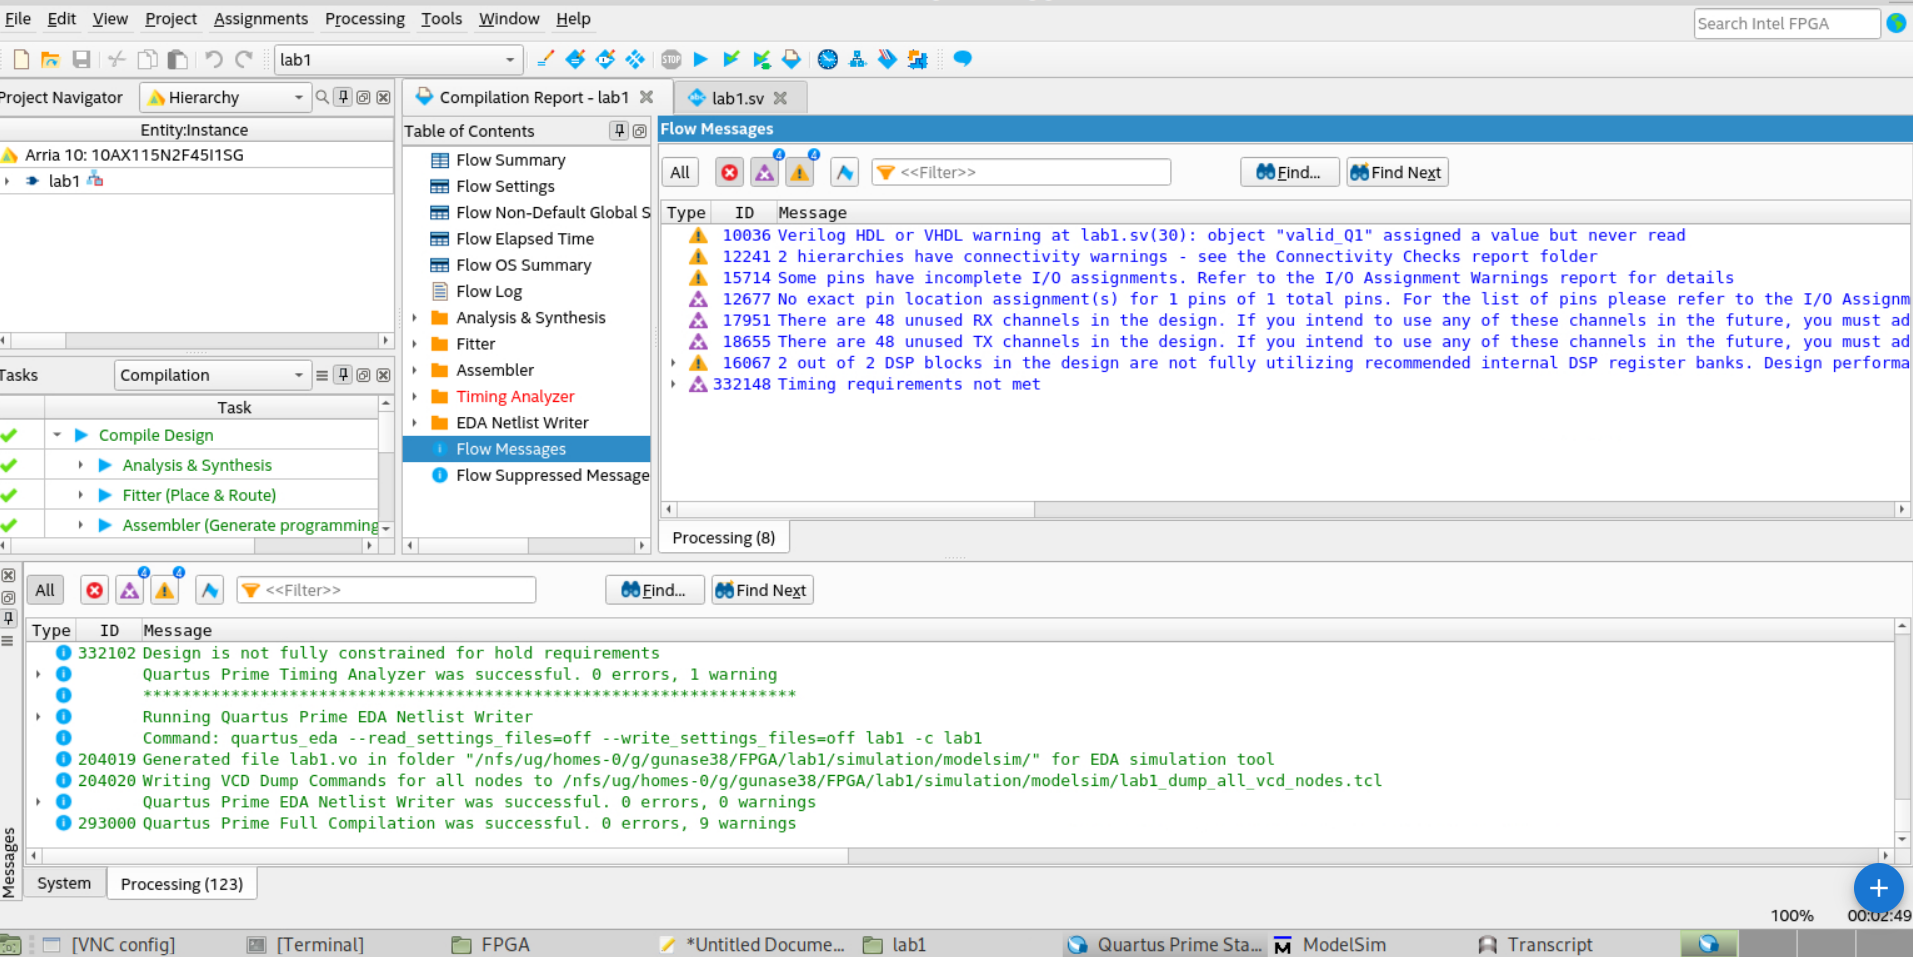 File Edit View Project Assignments Processing Tools Window Help
Search Intel FPGA
lab1
STOP
Project Navigator Hierarchy
Compilation Report - lab1
lab1.sv
Entity:Instance
Arria 10: 10AX115N2F45I1SG
lab1
Table of Contents
Flow Summary
Flow Settings
Flow Non-Default Global S
Flow Elapsed Time
Flow OS Summary
Flow Log
Analysis & Synthesis
Fitter
Assembler
Timing Analyzer
EDA Netlist Writer
Flow Messages
Flow Suppressed Message
Flow Messages
All
4
4
<<Filter>>
Find...
Find Next
Type ID Message
10036 Verilog HDL or VHDL warning at lab1.sv(30): object "valid_Q1" assigned a value but never read
12241 2 hierarchies have connectivity warnings - see the Connectivity Checks report folder
15714 Some pins have incomplete I/O assignments. Refer to the I/O Assignment Warnings report for details
12677 No exact pin location assignment(s) for 1 pins of 1 total pins. For the list of pins please refer to the I/O Assignm
17951 There are 48 unused RX channels in the design. If you intend to use any of these channels in the future, you must ad
18655 There are 48 unused TX channels in the design. If you intend to use any of these channels in the future, you must ad
16067 2 out of 2 DSP blocks in the design are not fully utilizing recommended internal DSP register banks. Design performa
332148 Timing requirements not met
Processing (8)
Tasks Compilation
Task
Compile Design
Analysis & Synthesis
Fitter (Place & Route)
Assembler (Generate programming
All
4
4
<<Filter>>
Find...
Find Next
Type ID Message
332102 Design is not fully constrained for hold requirements
Quartus Prime Timing Analyzer was successful. 0 errors, 1 warning
*******************************************************************
Running Quartus Prime EDA Netlist Writer
Command: quartus_eda --read_settings_files=off --write_settings_files=off lab1 -c lab1
204019 Generated file lab1.vo in folder "/nfs/ug/homes-0/g/gunase38/FPGA/lab1/simulation/modelsim/" for EDA simulation tool
204020 Writing VCD Dump Commands for all nodes to /nfs/ug/homes-0/g/gunase38/FPGA/lab1/simulation/modelsim/lab1_dump_all_vcd_nodes.tcl
Quartus Prime EDA Netlist Writer was successful. 0 errors, 0 warnings
293000 Quartus Prime Full Compilation was successful. 0 errors, 9 warnings
Messages
System
Processing (123)
100% 00:02:49
[VNC config] [Terminal] FPGA *Untitled Docume... lab1 Quartus Prime Sta... ModelSim Transcript